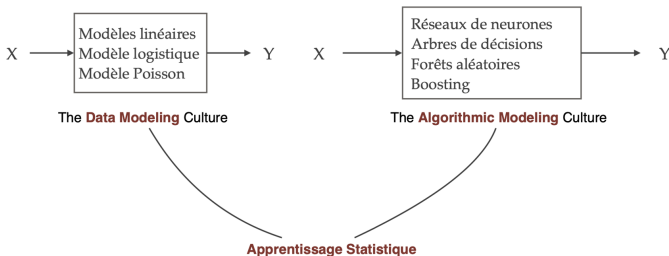 X
Modèles linéaires
Modèle logistique
Modèle Poisson
Y
The Data Modeling Culture
X
Réseaux de neurones
Arbres de décisions
Forêts aléatoires
Boosting
Y
The Algorithmic Modeling Culture
Apprentissage Statistique